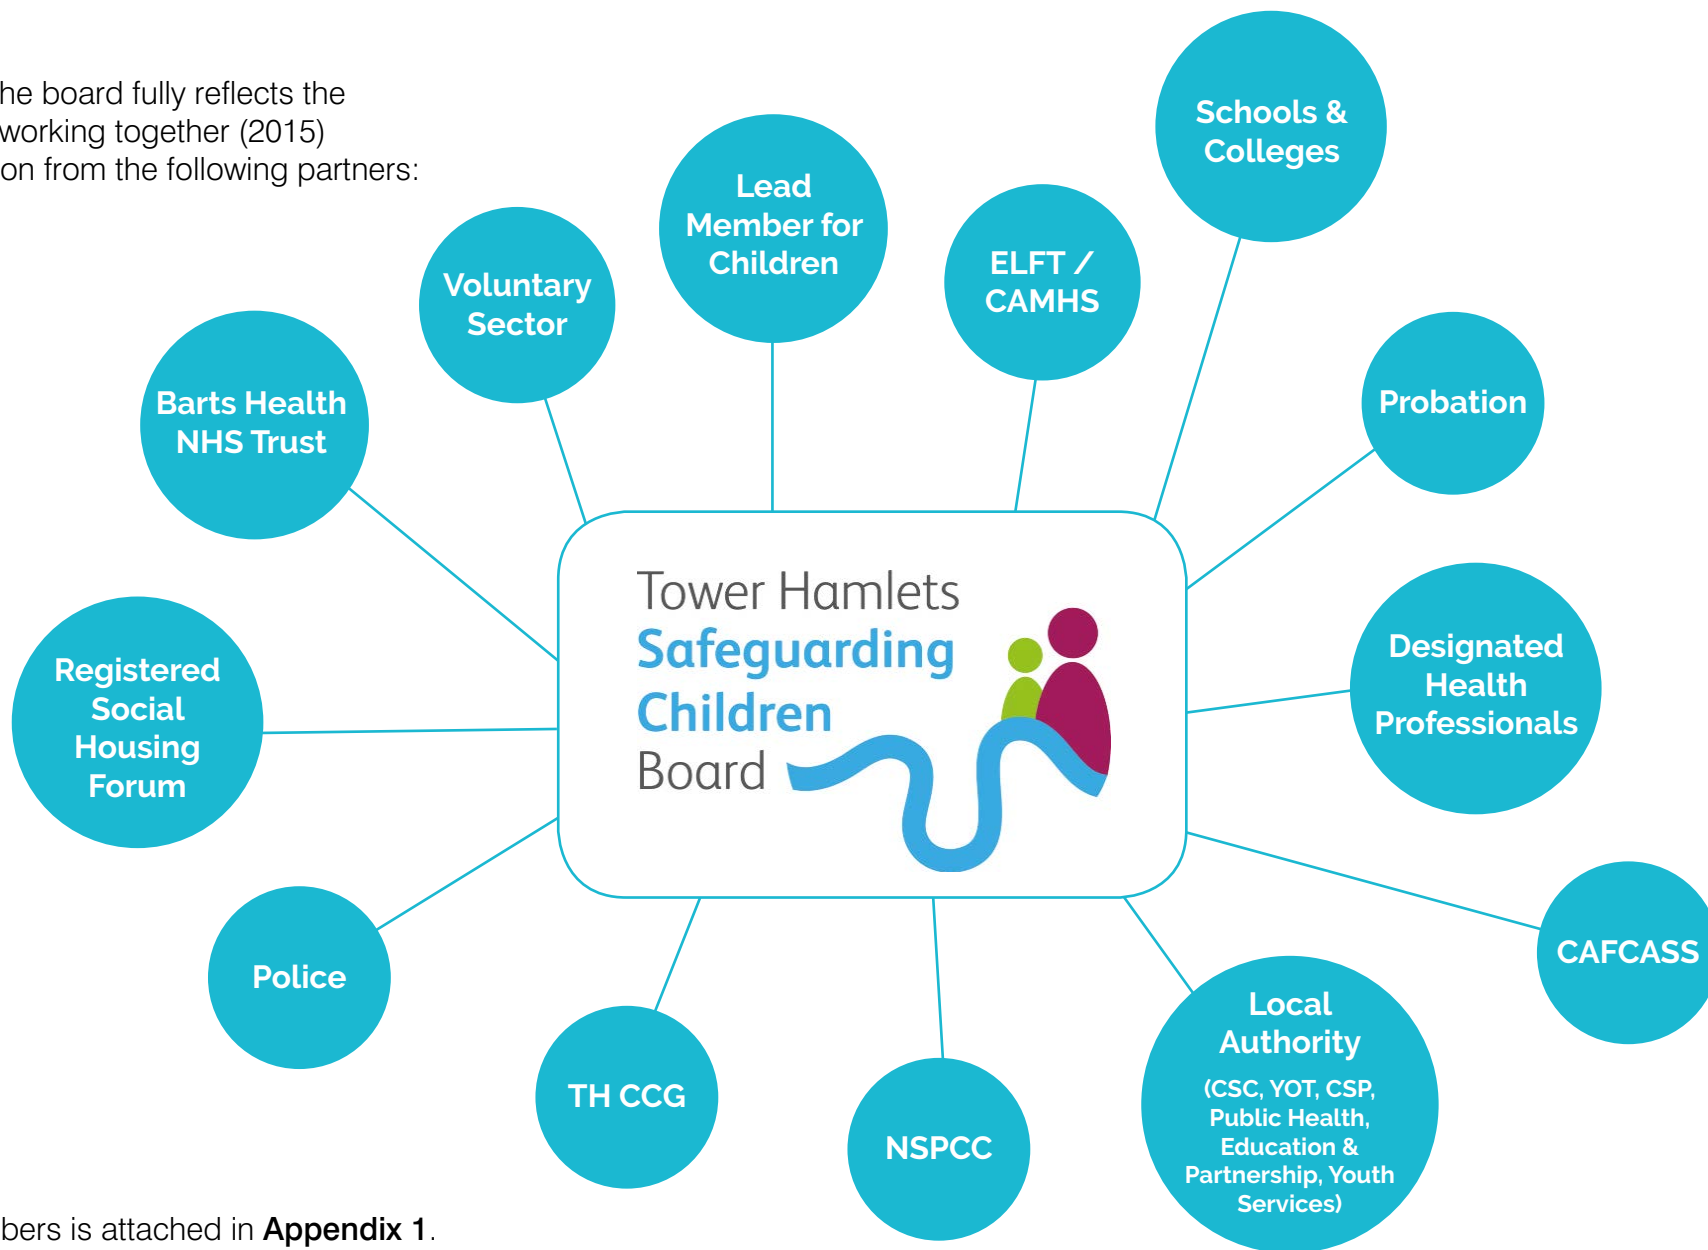 he board fully reflects the
working together (2015)
on from the following partners:
Schools &
Colleges
Lead
Member for
Children
ELFT /
CAMHS
Voluntary
Sector
Barts Health
NHS Trust
Probation
Tower Hamlets
Safeguarding
Children
Board
Designated
Health
Professionals
Registered
Social
Housing
Forum
CAFCASS
Police
Local
Authority
(CSC, YOT, CSP,
Public Health,
Education &
Partnership, Youth
Services)
TH CCG
NSPCC
bers is attached in Appendix 1.